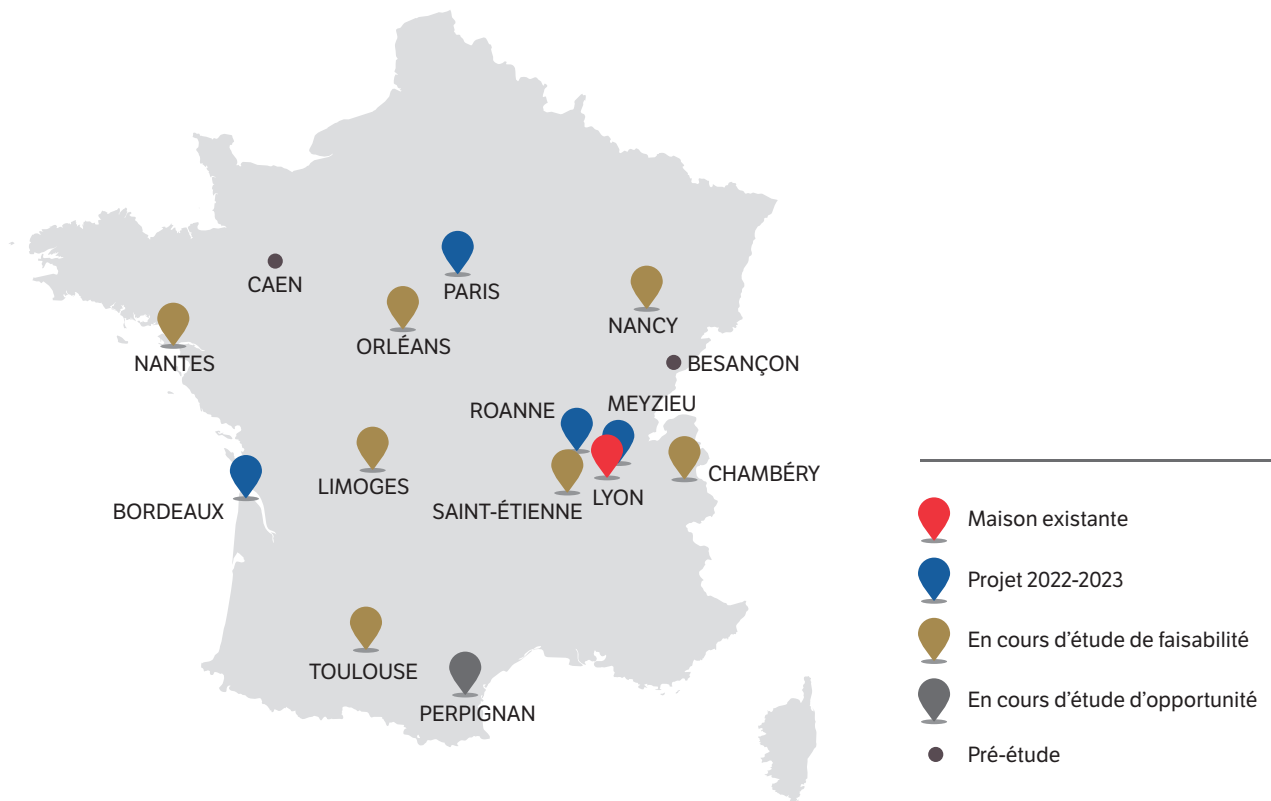 CAEN
PARIS
NANCY
ORLÉANS
NANTES
BESANÇON
MEYZIEU
ROANNE
CHAMBÉRY
LIMOGES
LYON
BORDEAUX
SAINT-ÉTIENNE
TOULOUSE
PERPIGNAN
Maison existante
Projet 2022-2023
En cours d'étude de faisabilité
En cours d'étude d'opportunité
Pré-étude